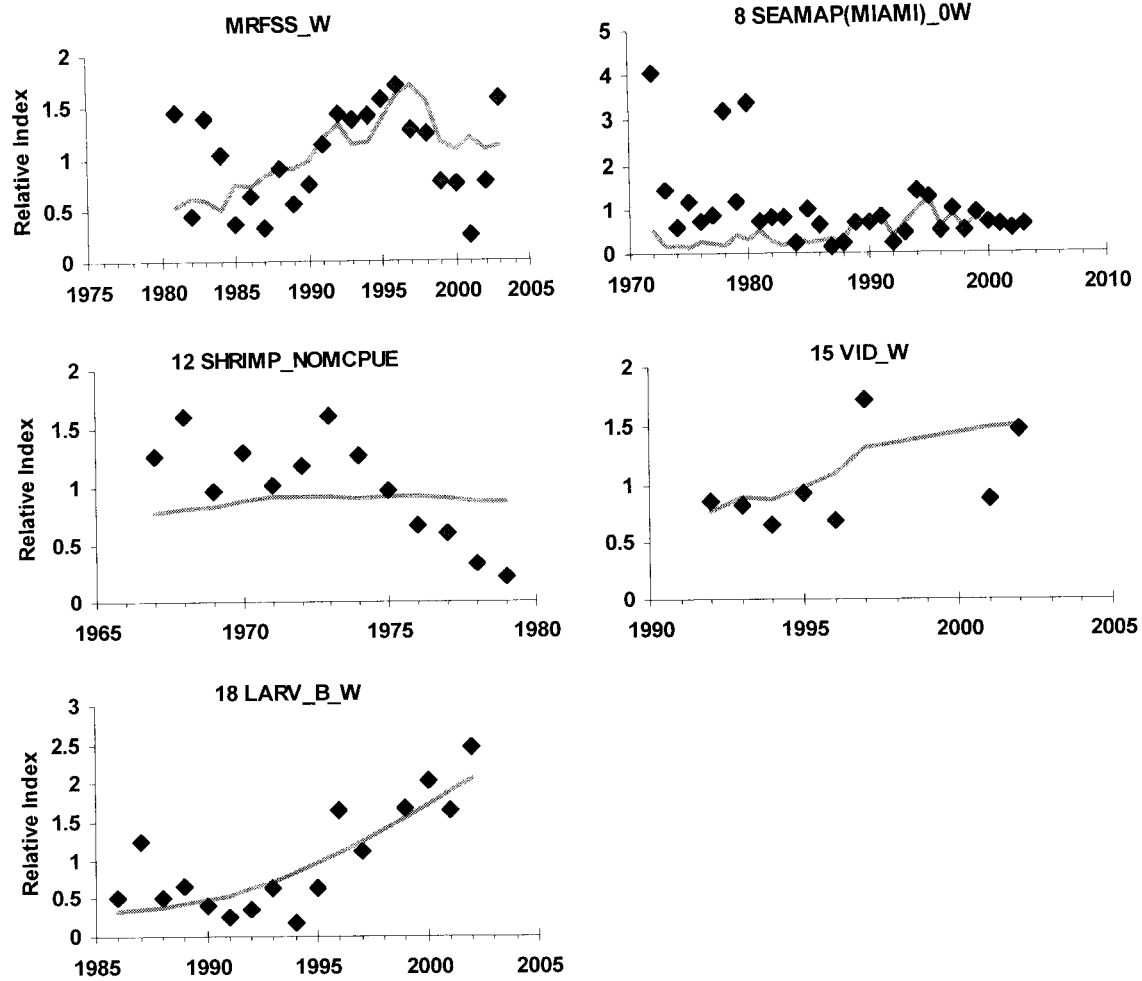 MRFSS_W
Relative Index
2
1.5
1
0.5
0
1975 1980 1985 1990 1995 2000 2005
8 SEAMAP(MIAMI)_0W
5
4
3
2
1
0
1970 1980 1990 2000 2010
12 SHRIMP_NOMCPUE
Relative Index
2
1.5
1
0.5
0
1965 1970 1975 1980
15 VID_W
2
1.5
1
0.5
0
1990 1995 2000 2005
18 LARV_B_W
Relative Index
3
2.5
2
1.5
1
0.5
0
1985 1990 1995 2000 2005